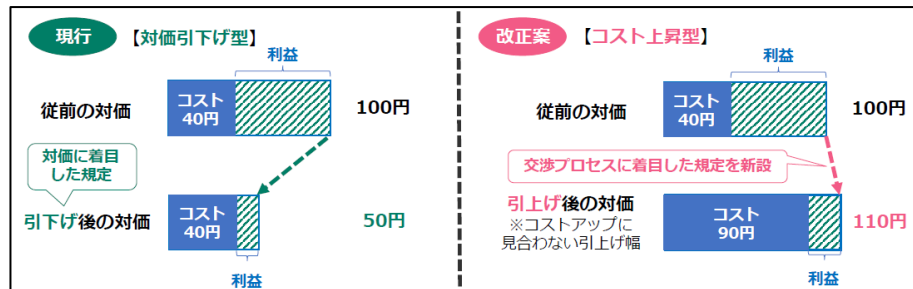 現行 【対価引下げ型】
利益
従前の対価
コスト
40円
100円
対価に着目
した規定
引下げ後の対価
コスト
40円
50円
利益
改正案 【コスト上昇型】
利益
従前の対価
コスト
40円
100円
交渉プロセスに着目した規定を新設
引上げ後の対価
※コストアップに
見合わない引上げ幅
コスト
90円
110円
利益